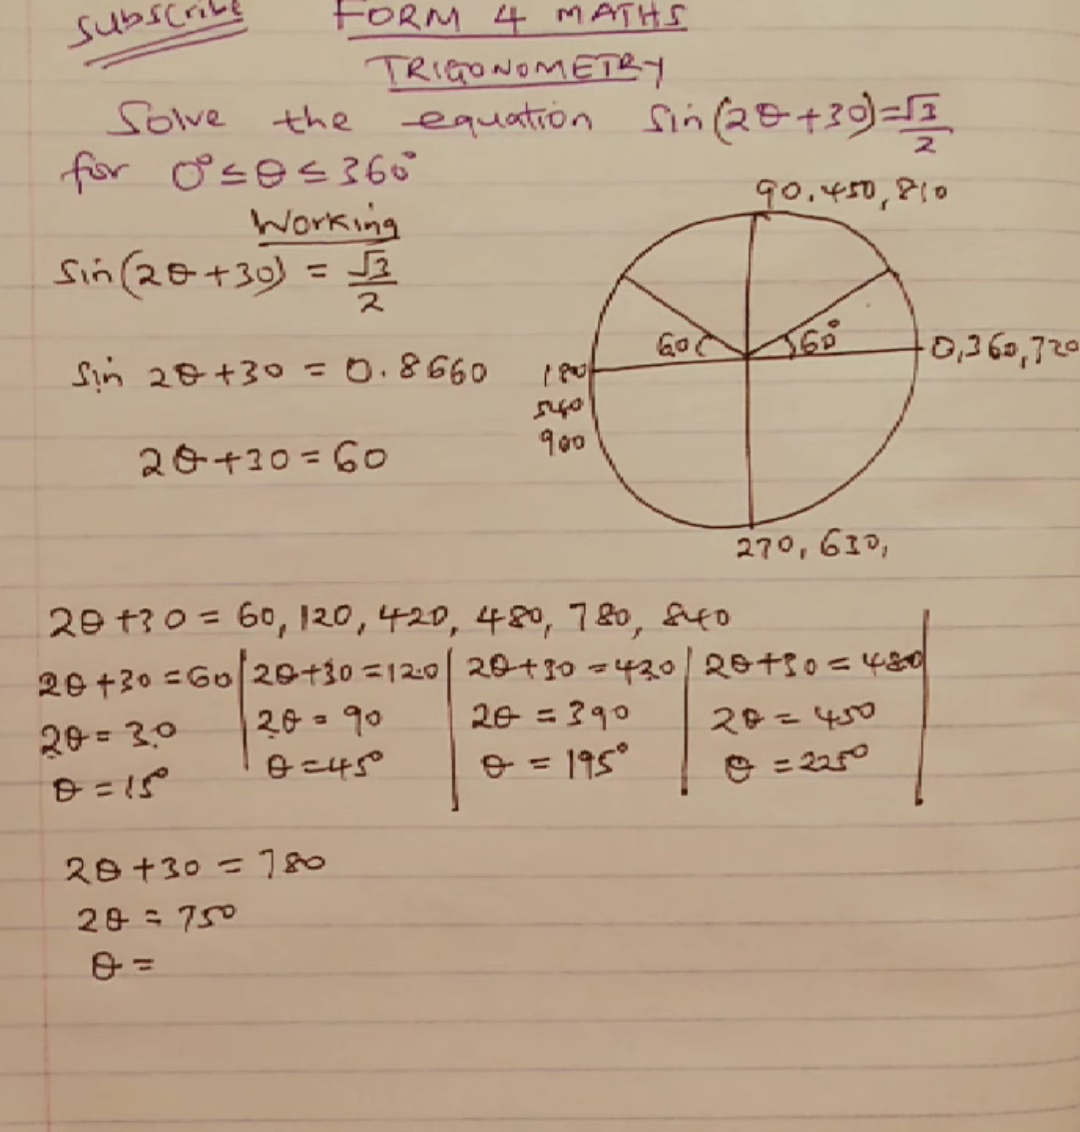 subscribe FORM 4 MATHS
TRIGONOMETRY
Solve the equation Sin(2θ+30)=√3/2
for 0°≤θ≤360°
Working
Sin(2θ+30) = √3/2
Sin 2θ+30 = 0.8660
2θ+30 = 60
90, 450, 810
60
60°
0, 360, 720
180
540
900
270, 630,
2θ+30 = 60, 120, 420, 480, 780, 840
2θ+30 = 60 | 2θ+30 = 120 | 2θ+30 = 420 | 2θ+30 = 480
2θ = 30 | 2θ = 90 | 2θ = 390 | 2θ = 450
θ = 15° | θ = 45° | θ = 195° | θ = 225°
2θ+30 = 780
2θ = 750
θ =